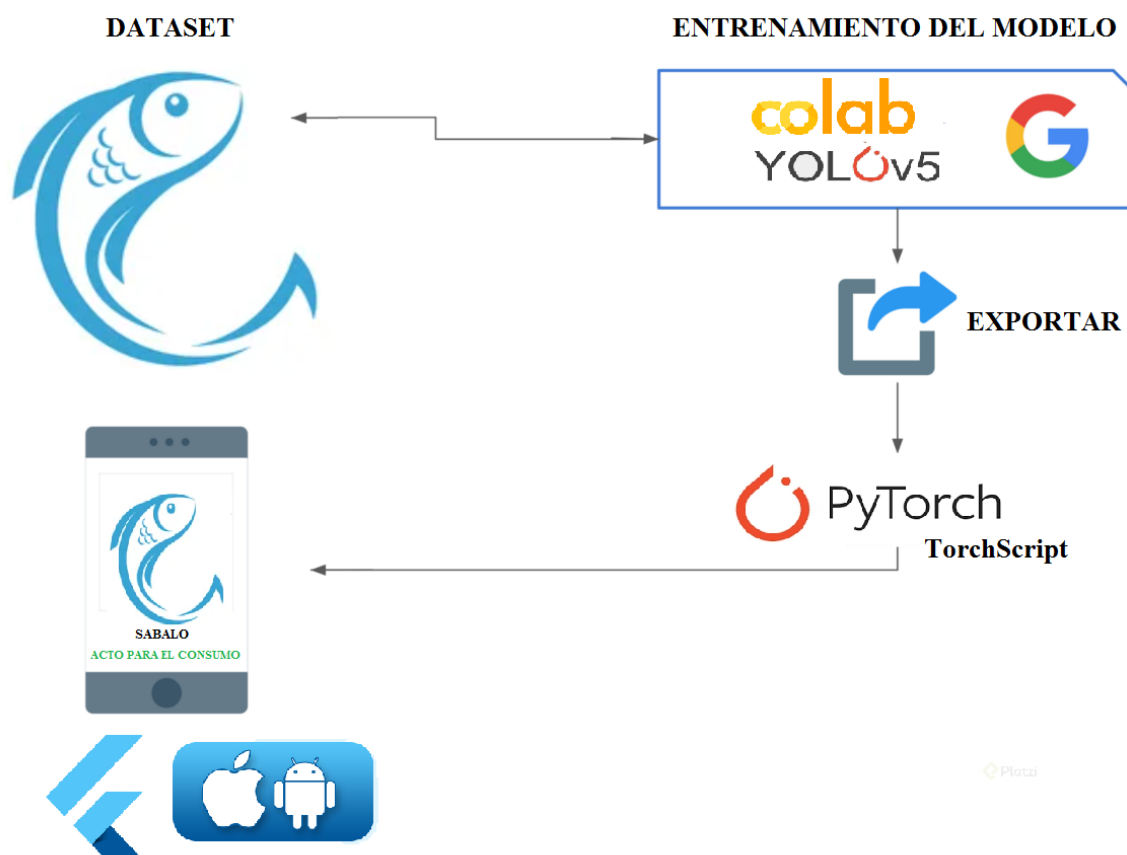 DATASET
ENTRENAMIENTO DEL MODELO
colab
YOLOv5
G
EXPORTAR
PyTorch
TorchScript
SABALO
ACTO PARA EL CONSUMO
Platzi